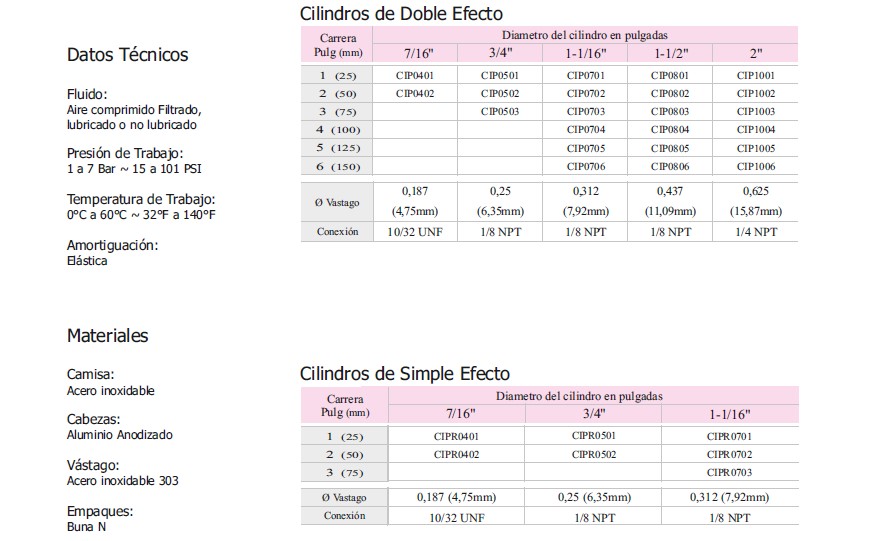 Datos Técnicos
Fluido:
Aire comprimido Filtrado,
lubricado o no lubricado
Presión de Trabajo:
1 a 7 Bar ~ 15 a 101 PSI
Temperatura de Trabajo:
0ºC a 60ºC ~ 32ºF a 140ºF
Amortiguación:
Elástica
Materiales
Camisa:
Acero inoxidable
Cabezas:
Aluminio Anodizado
Vástago:
Acero inoxidable 303
Empaques:
Buna N
Cilindros de Doble Efecto
Carrera Pulg (mm) Diametro del cilindro en pulgadas
7/16" 3/4" 1-1/16" 1-1/2" 2"
1 (25) CIP0401 CIP0501 CIP0701 CIP0801 CIP1001
2 (50) CIP0402 CIP0502 CIP0702 CIP0802 CIP1002
3 (75) CIP0503 CIP0703 CIP0803 CIP1003
4 (100) CIP0704 CIP0804 CIP1004
5 (125) CIP0705 CIP0805 CIP1005
6 (150) CIP0706 CIP0806 CIP1006
Ø Vastago 0,187 0,25 0,312 0,437 0,625
(4,75mm) (6,35mm) (7,92mm) (11,09mm) (15,87mm)
Conexión 10/32 UNF 1/8 NPT 1/8 NPT 1/8 NPT 1/4 NPT
Cilindros de Simple Efecto
Carrera Pulg (mm) Diametro del cilindro en pulgadas
7/16" 3/4" 1-1/16"
1 (25) CIPR0401 CIPR0501 CIPR0701
2 (50) CIPR0402 CIPR0502 CIPR0702
3 (75) CIPR0703
Ø Vastago 0,187 (4,75mm) 0,25 (6,35mm) 0,312 (7,92mm)
Conexión 10/32 UNF 1/8 NPT 1/8 NPT